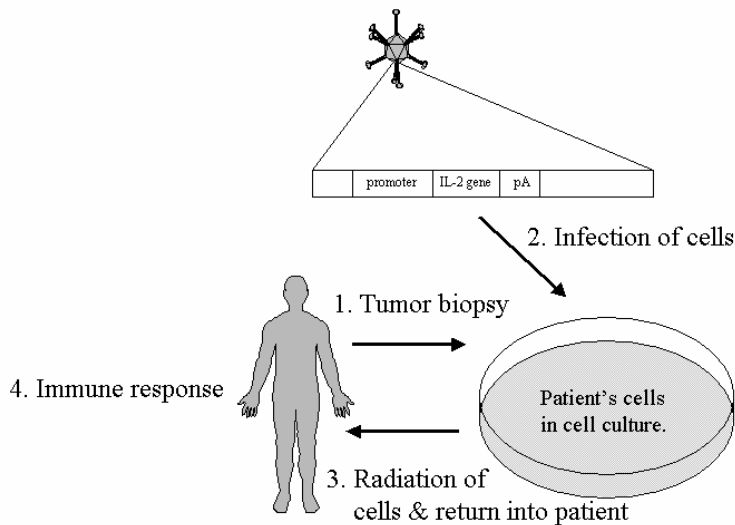 promoter IL-2 gene pA
2. Infection of cells
1. Tumor biopsy
4. Immune response
Patient's cells
in cell culture.
3. Radiation of
cells & return into patient